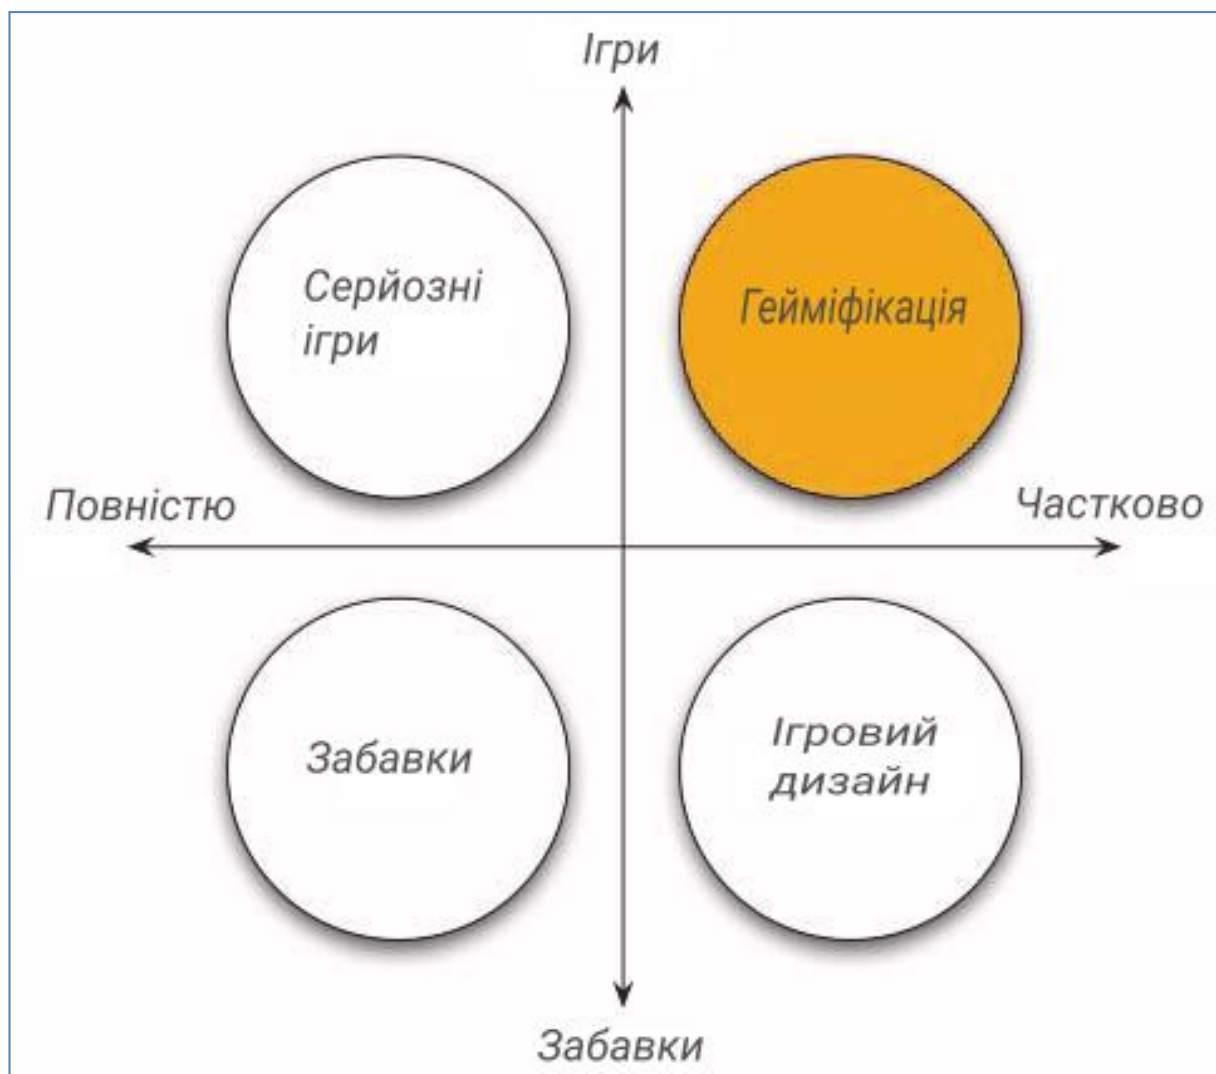 Ігри
Серйозні
ігри
Гейміфікація
Повністю
Частково
Забавки
Ігровий
дизайн
Забавки